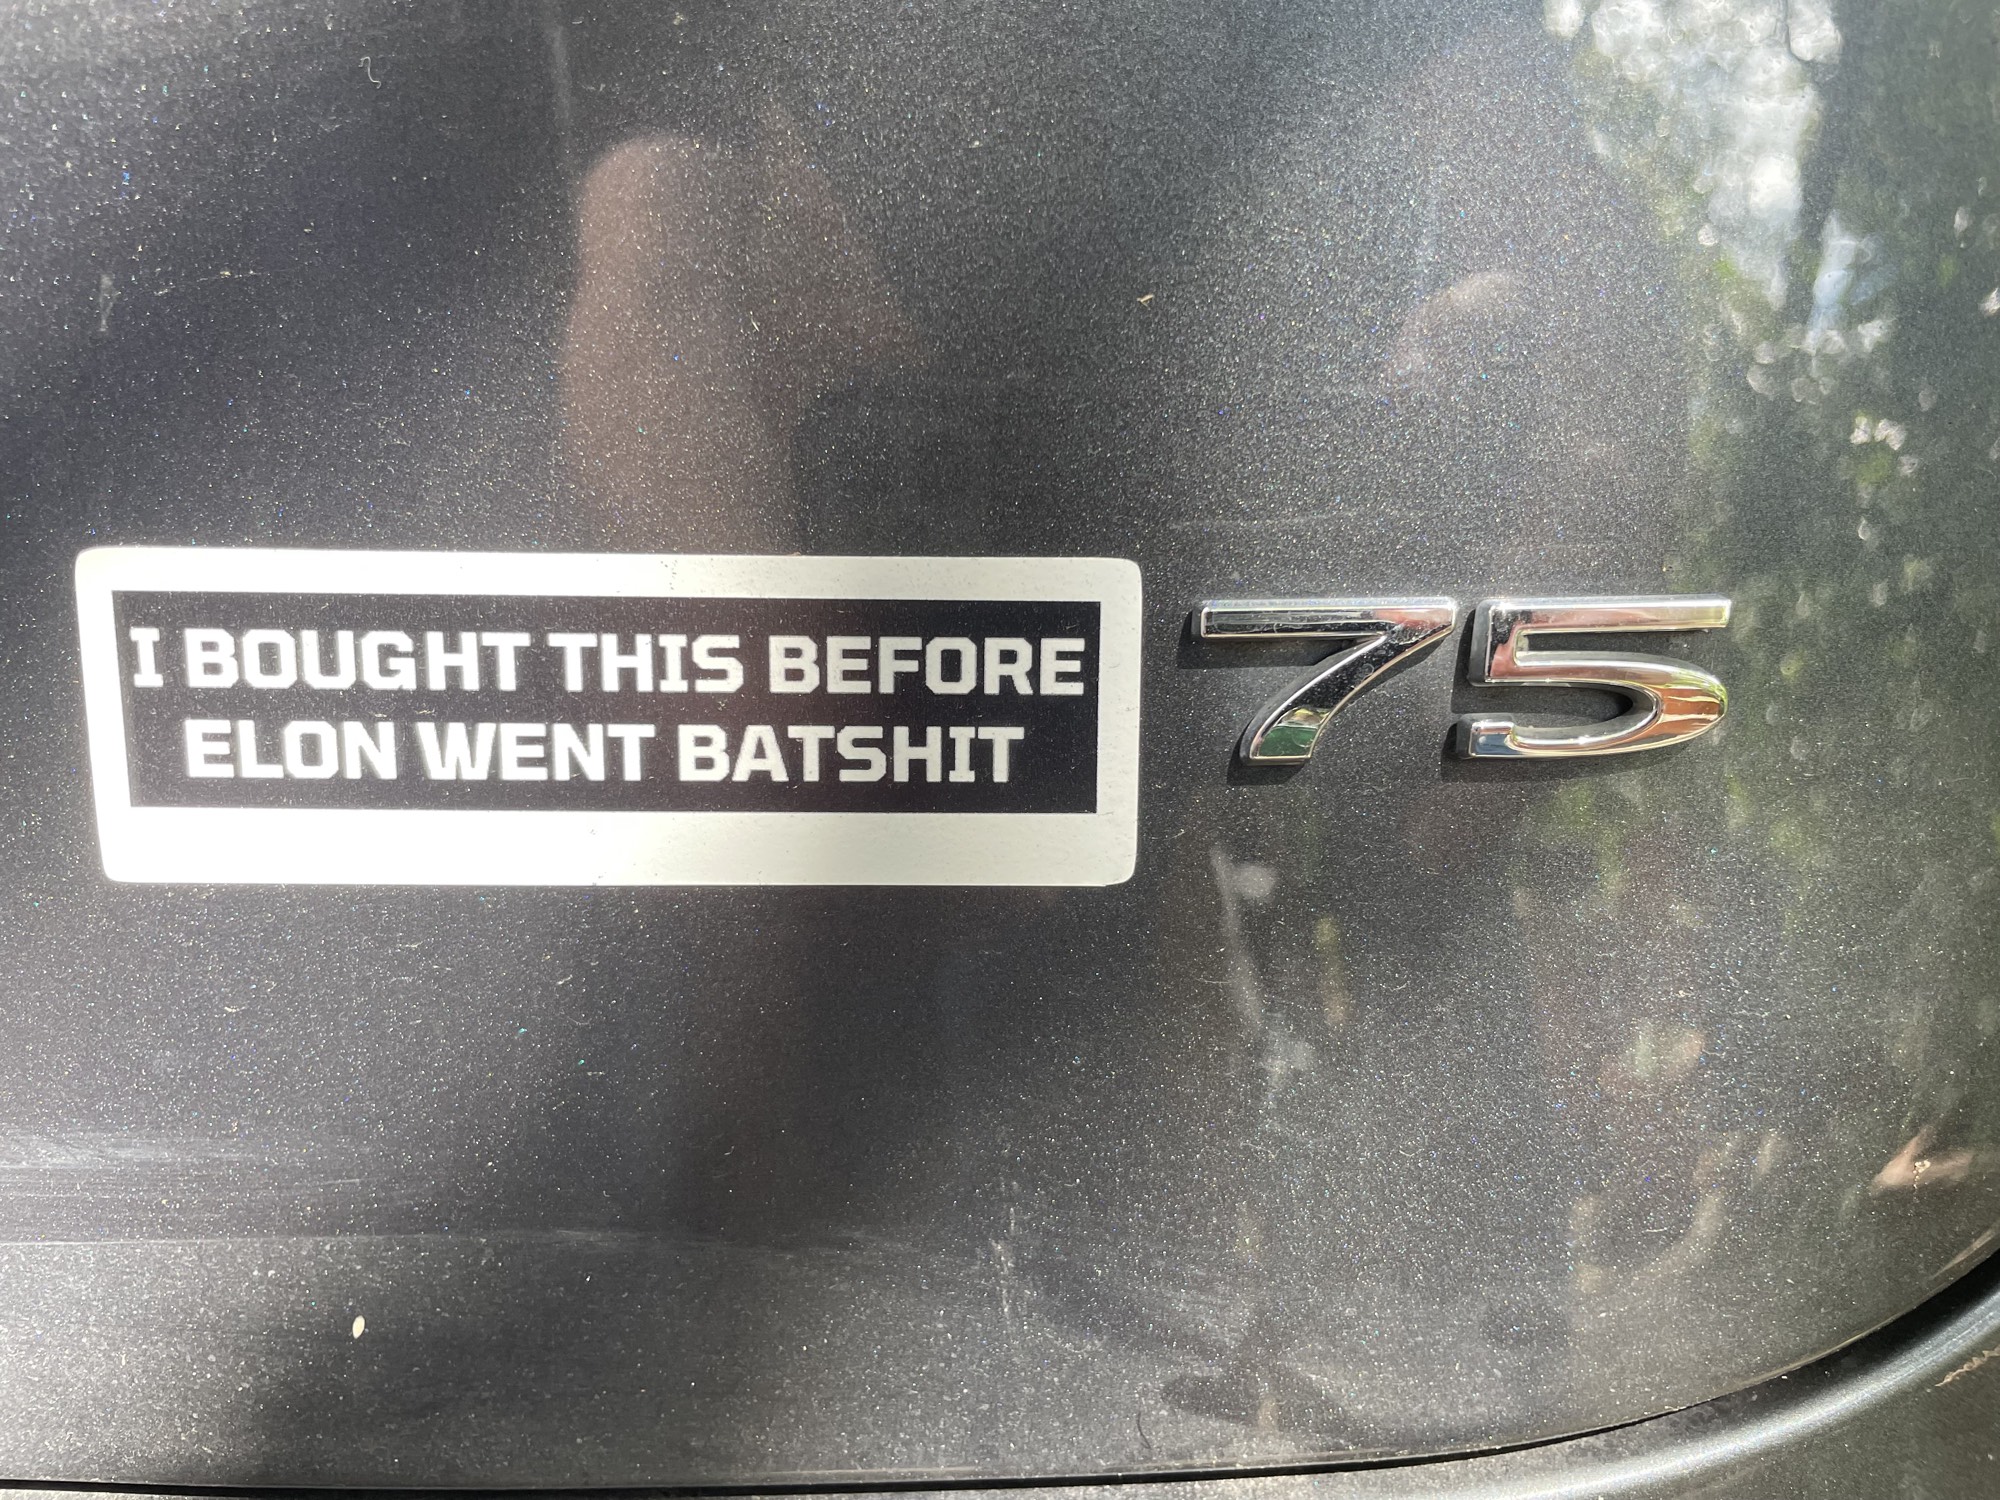 I BOUGHT THIS BEFORE
ELON WENT BATSHIT
75